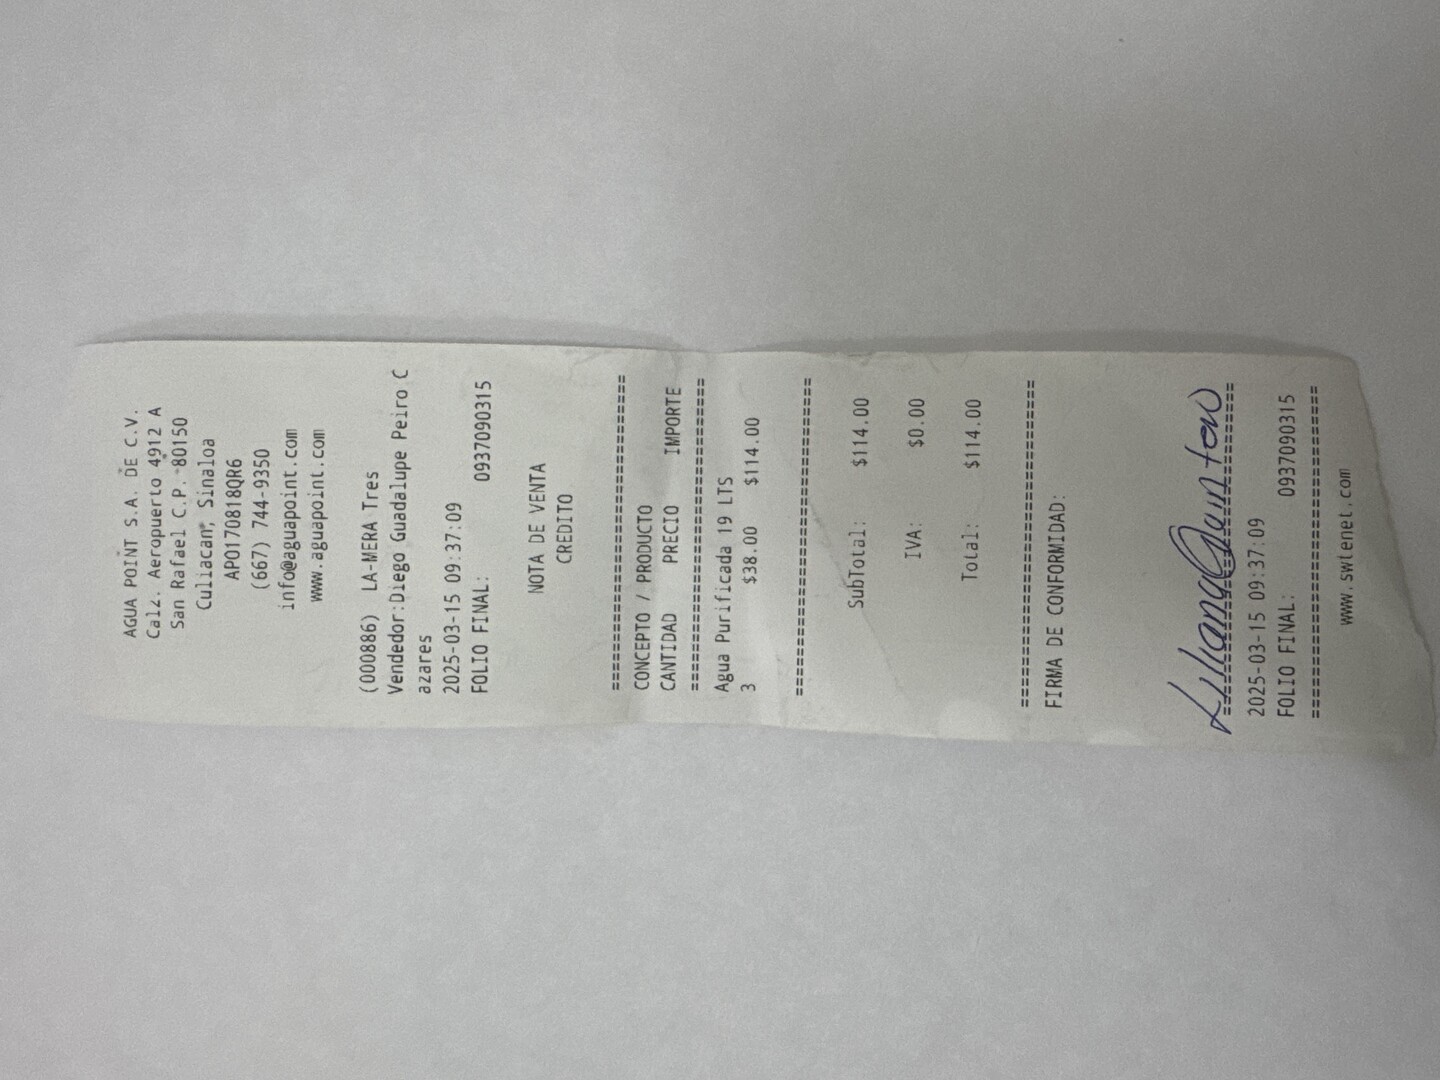 AGUA POINT S.A. DE C.V.
Calz. Aeropuerto 4912 A
San Rafael C.P. 80150
Culiacan, Sinaloa
APO170818QR6
(667) 744-9350
info@aguapoint.com
www.aguapoint.com
(000886) LA-MERA Tres
Vendedor:Diego Guadalupe Peiro C
azares
2025-03-15 09:37:09
FOLIO FINAL: 0937090315
NOTA DE VENTA
CREDITO
================================
CONCEPTO / PRODUCTO
CANTIDAD PRECIO IMPORTE
================================
Agua Purificada 19 LTS
3 $38.00 $114.00
================================
SubTotal: $114.00
IVA: $0.00
Total: $114.00
================================
FIRMA DE CONFORMIDAD:
Liliana Quintero
================================
2025-03-15 09:37:09
FOLIO FINAL: 0937090315
================================
www.swtenet.com